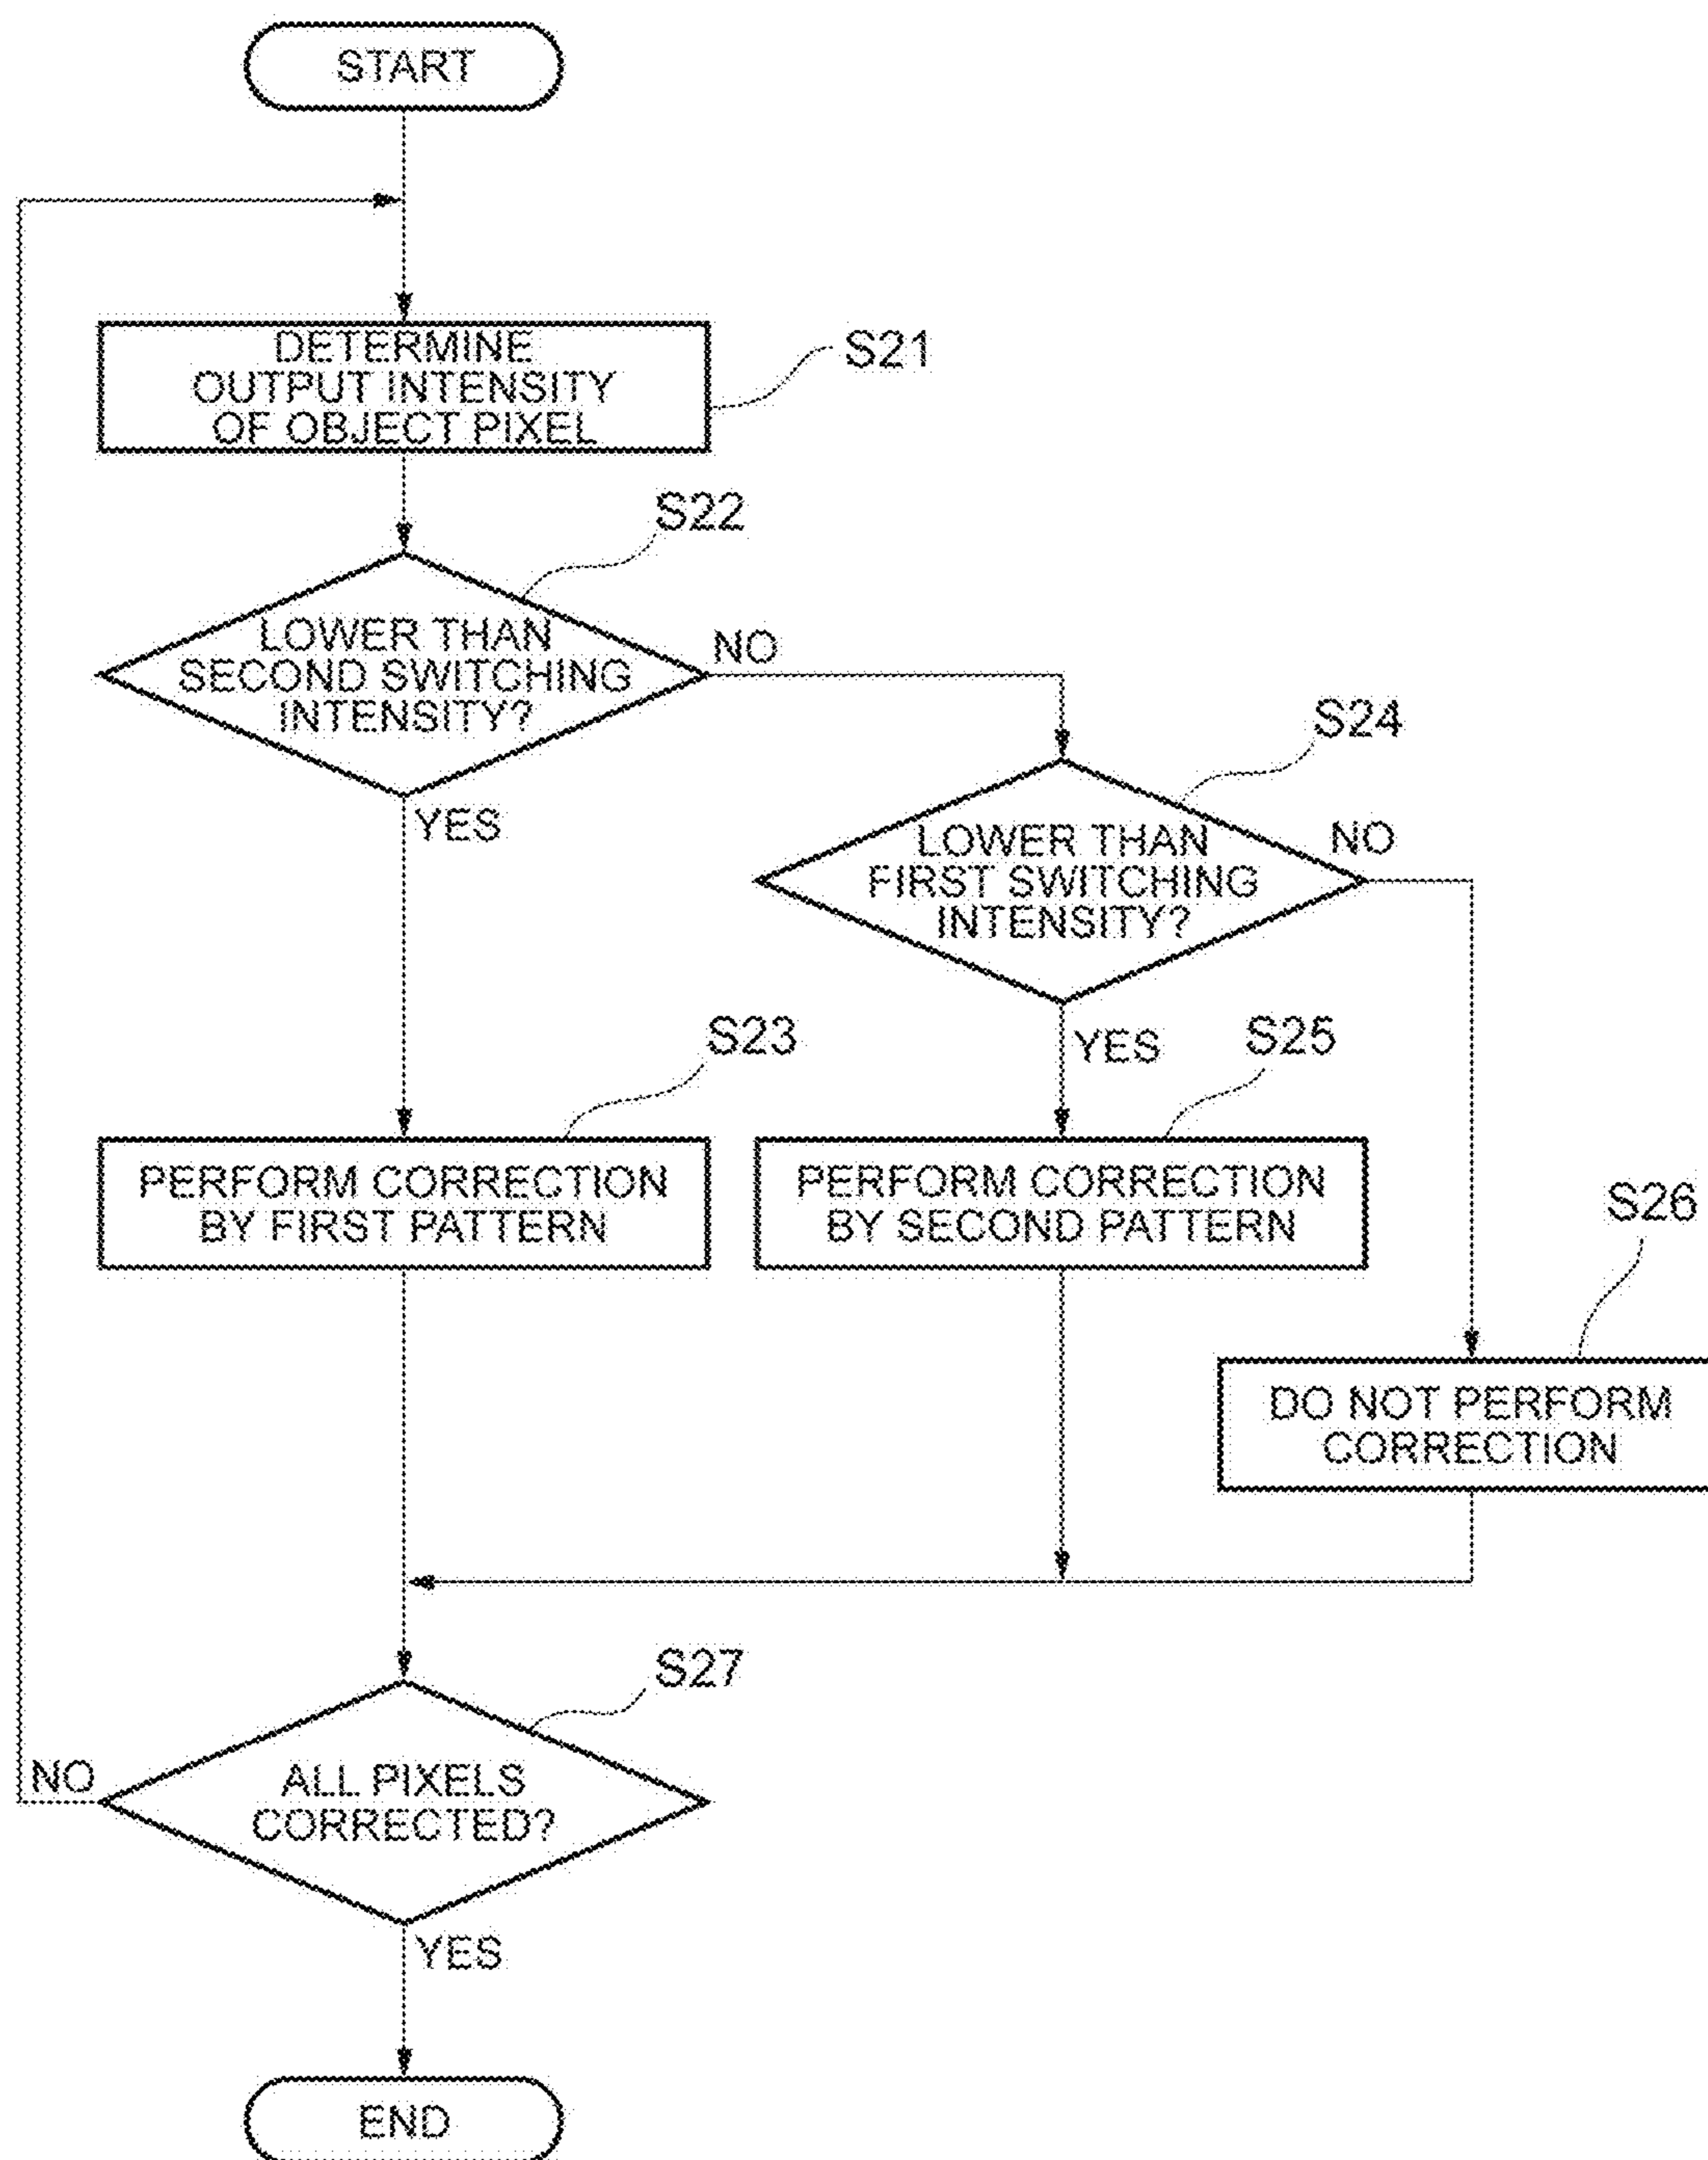 START
DETERMINE
OUTPUT INTENSITY
OF OBJECT PIXEL
S21
S22
LOWER THAN
SECOND SWITCHING
INTENSITY?
NO
YES
S24
LOWER THAN
FIRST SWITCHING
INTENSITY?
NO
YES
S23
PERFORM CORRECTION
BY FIRST PATTERN
S25
PERFORM CORRECTION
BY SECOND PATTERN
S26
DO NOT PERFORM
CORRECTION
S27
ALL PIXELS
CORRECTED?
NO
YES
END